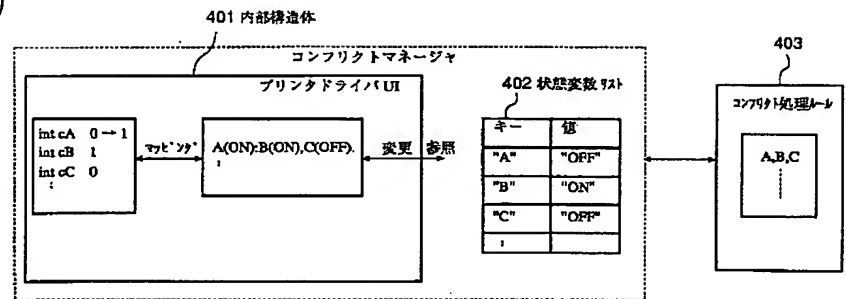 401 内部構造体
コンフリクトマネージャ
プリンタドライバ UI
int cA 0→1
int cB 1
int cC 0
:
マッピング
A(ON):B(ON),C(OFF).
:
変更 参照
402 状態変数リスト
キー 値
"A" "OFF"
"B" "ON"
"C" "OFF"
:
403
コンフリクト処理ルール
A,B,C